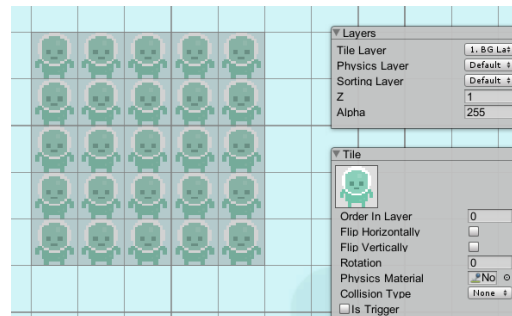 Layers
Tile Layer 1. BG La
Physics Layer Default
Sorting Layer Default
Z 1
Alpha 255
Tile
Order In Layer 0
Flip Horizontally
Flip Vertically
Rotation 0
Physics Material No
Collision Type None
Is Trigger